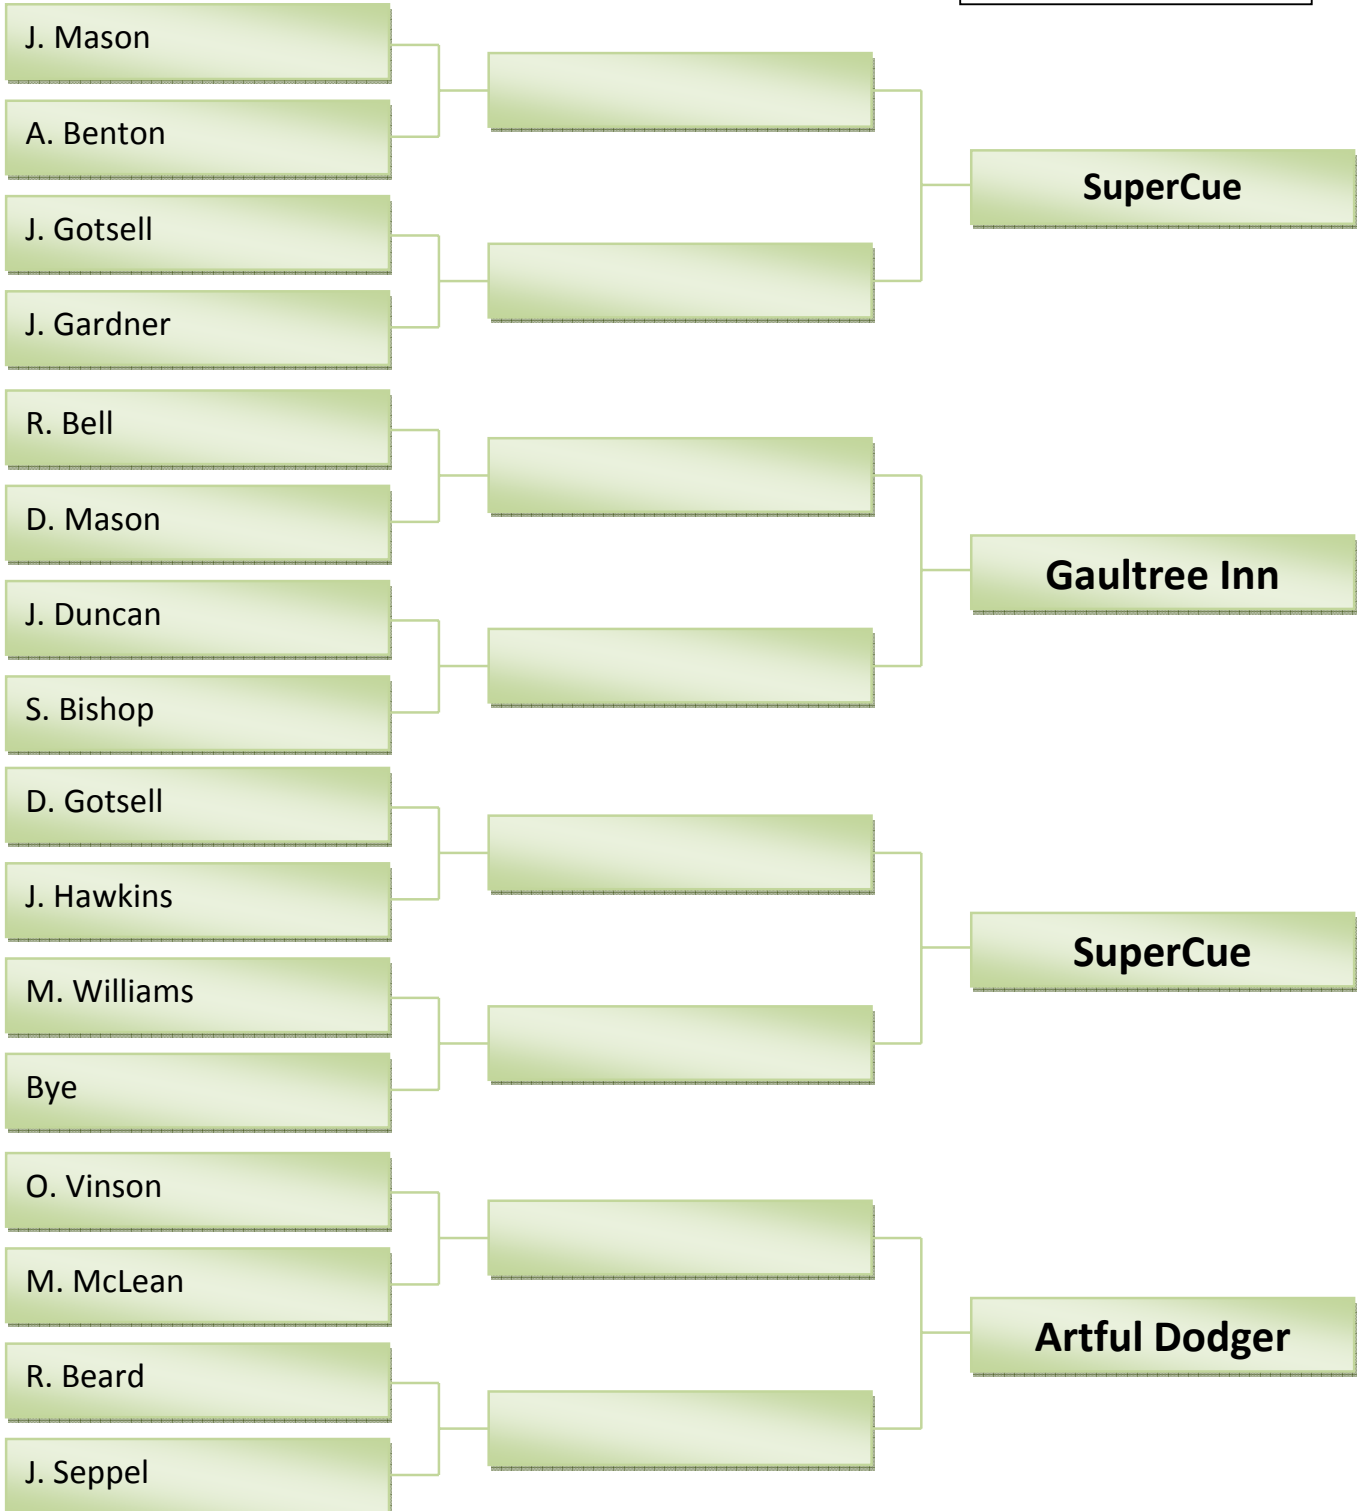 J. Mason
A. Benton
J. Gotsell
J. Gardner
SuperCue
R. Bell
D. Mason
J. Duncan
S. Bishop
Gaultree Inn
D. Gotsell
J. Hawkins
M. Williams
Bye
SuperCue
O. Vinson
M. McLean
R. Beard
J. Seppel
Artful Dodger